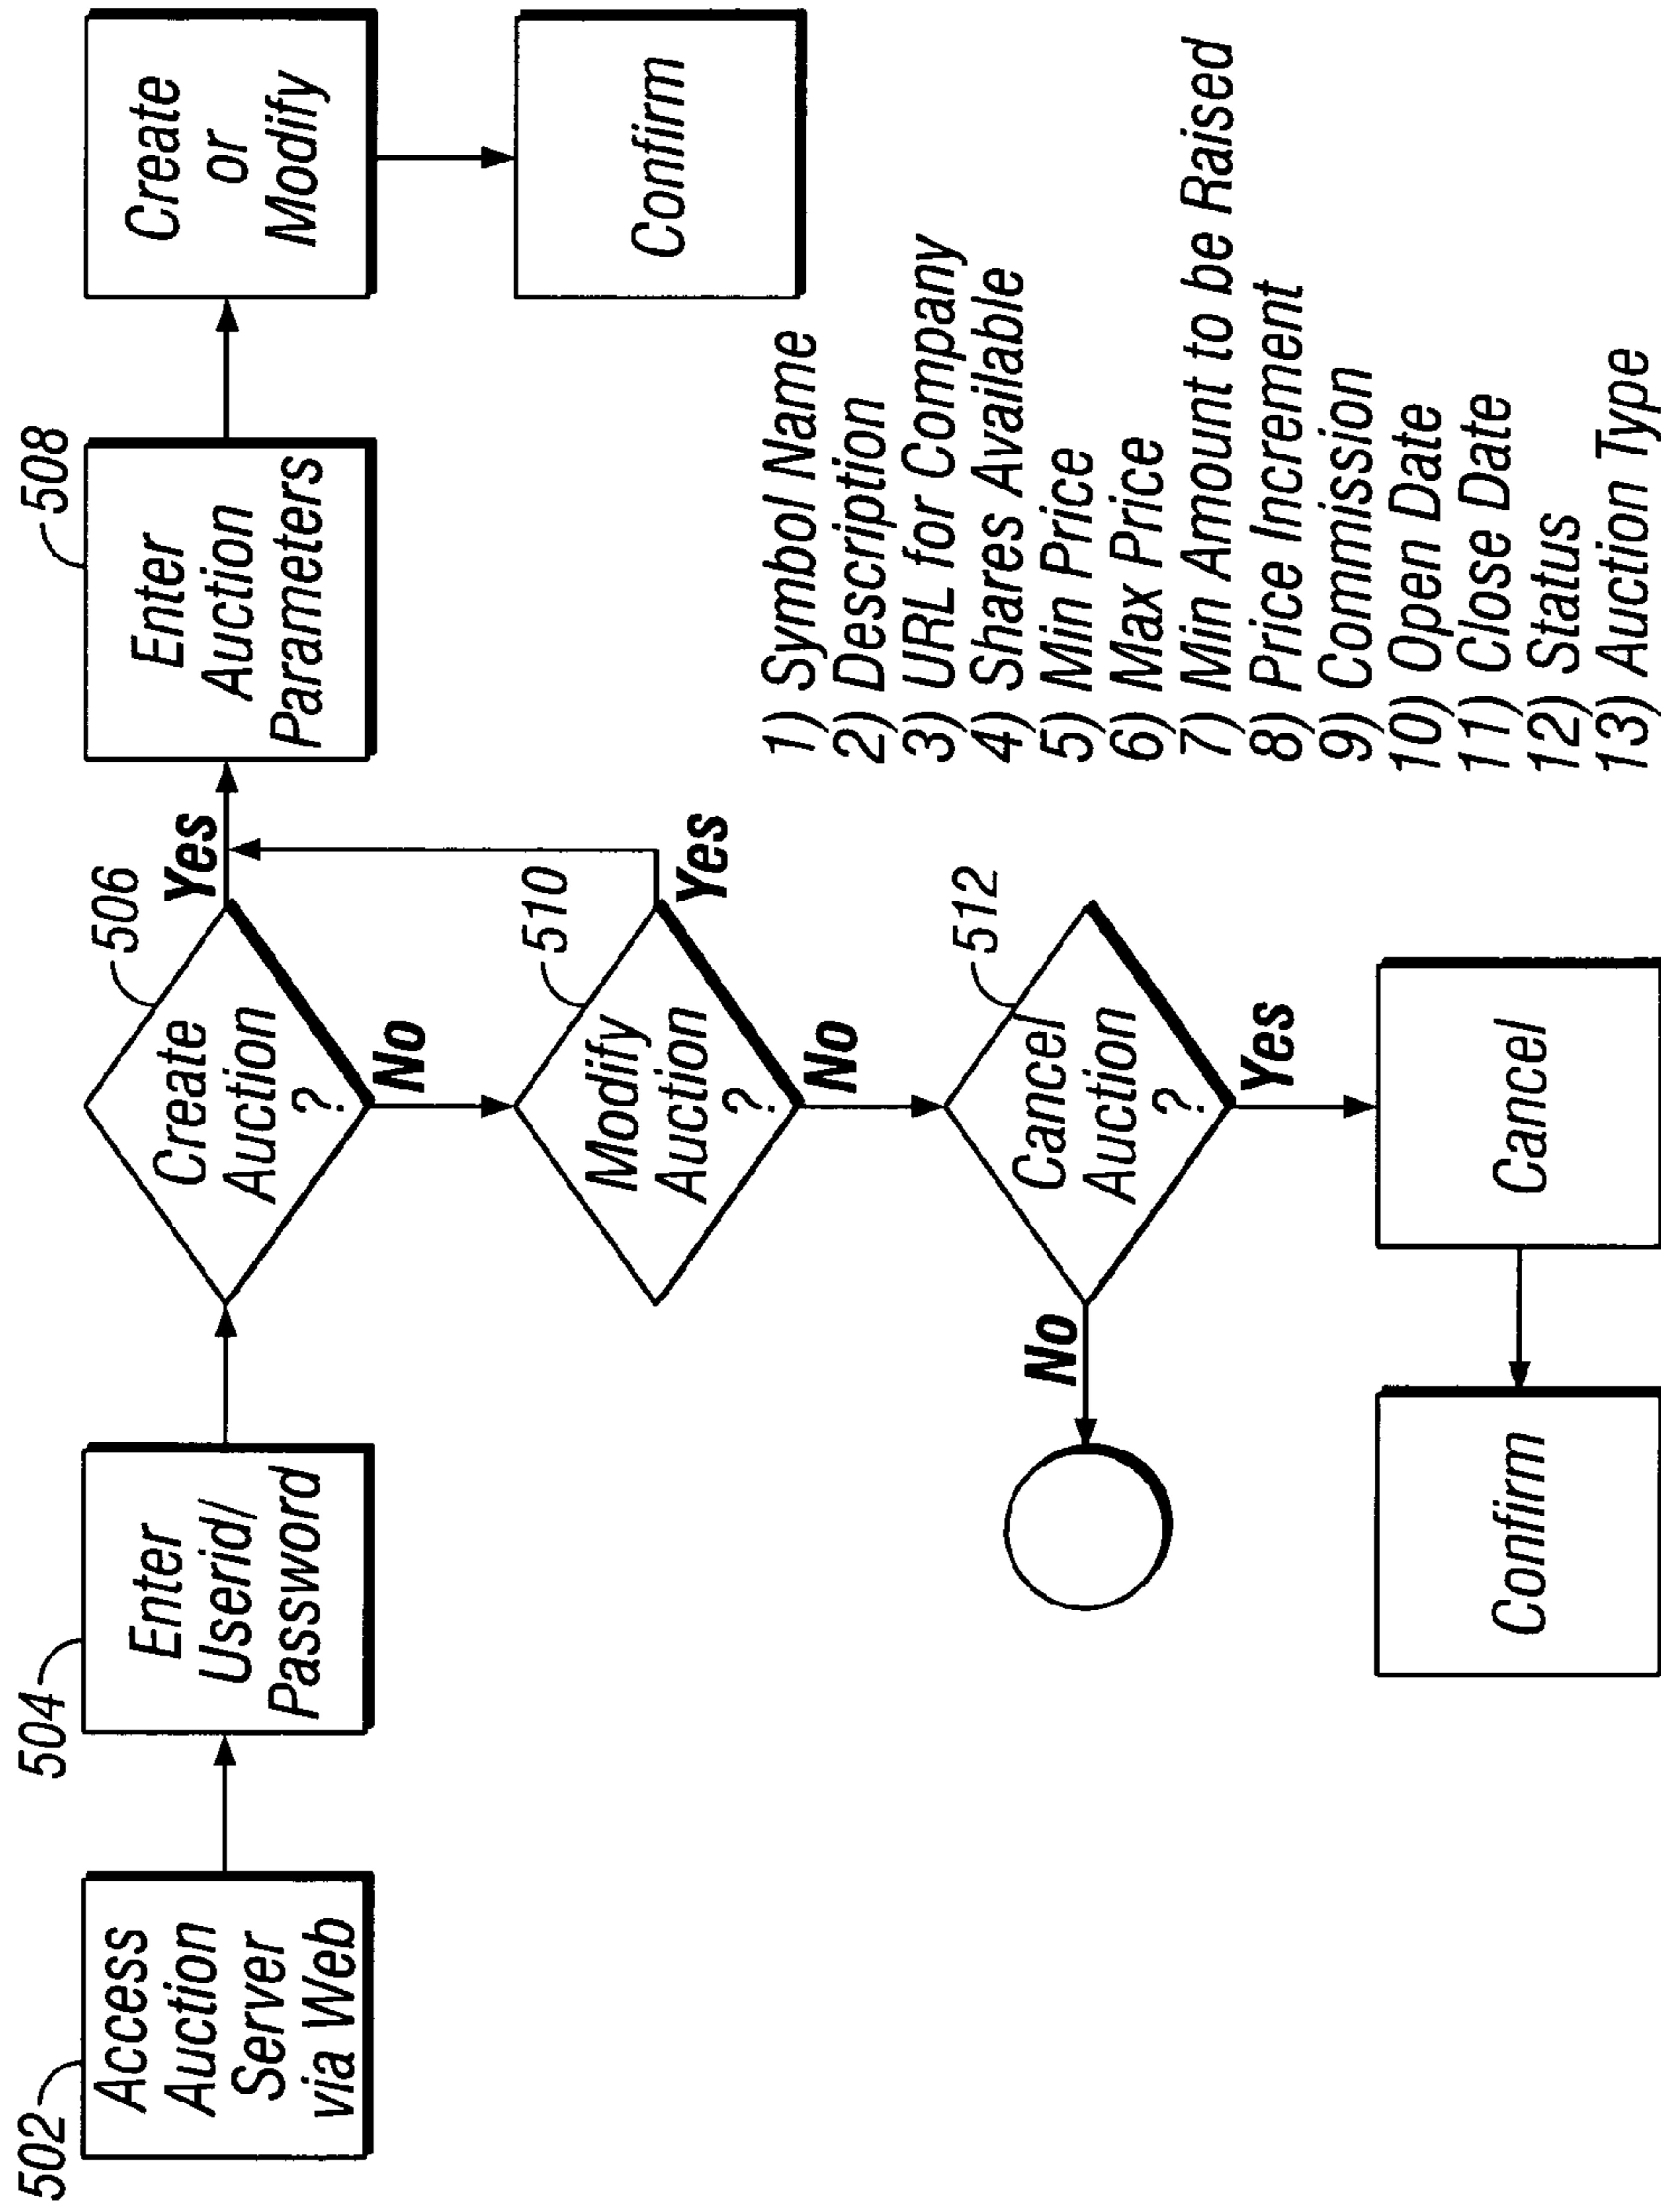 502
Access
Auction
Server
via Web
504
Enter
Userid/
Password
506
Create
Auction
?
Yes
No
508
Enter
Auction
Parameters
Create
or
Modify
Confirm
510
Modify
Auction
?
Yes
No
512
Cancel
Auction
?
No
Yes
Cancel
Confirm
1) Symbol Name
2) Description
3) URL for Company
4) Shares Available
5) Min Price
6) Max Price
7) Min Amount to be Raised
8) Price Increment
9) Commission
10) Open Date
11) Close Date
12) Status
13) Auction Type